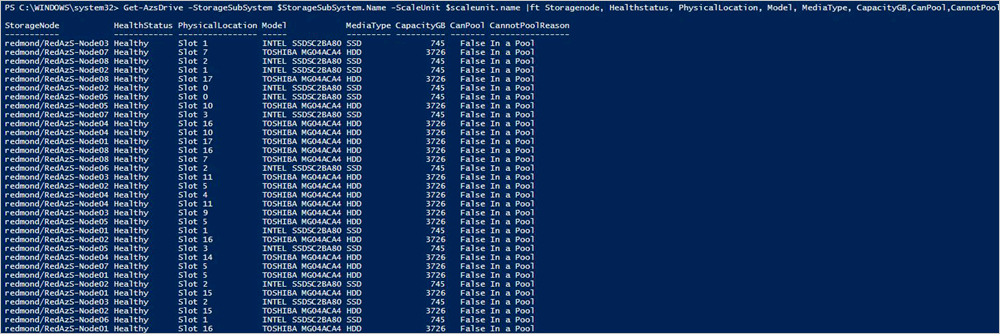 PS C:\WINDOWS\system32> Get-AzsDrive -StorageSubSystem $StorageSubSystem.Name -ScaleUnit $scaleunit.name |ft Storagenode, Healthstatus, PhysicalLocation, Model, MediaType, CapacityGB,CanPool,CannotPool
StorageNode HealthStatus PhysicalLocation Model MediaType CapacityGB CanPool CannotPoolReason
----------- ------------ ---------------- ----- --------- ---------- ------- ----------------
redmond/RedAzS-Node03 Healthy Slot 1 INTEL SSDSC2BA80 SSD 745 False In a Pool
redmond/RedAzS-Node07 Healthy Slot 7 TOSHIBA MG04ACA4 HDD 3726 False In a Pool
redmond/RedAzS-Node08 Healthy Slot 2 INTEL SSDSC2BA80 SSD 745 False In a Pool
redmond/RedAzS-Node02 Healthy Slot 1 INTEL SSDSC2BA80 SSD 745 False In a Pool
redmond/RedAzS-Node08 Healthy Slot 17 TOSHIBA MG04ACA4 HDD 3726 False In a Pool
redmond/RedAzS-Node02 Healthy Slot 0 INTEL SSDSC2BA80 SSD 745 False In a Pool
redmond/RedAzS-Node05 Healthy Slot 0 INTEL SSDSC2BA80 SSD 745 False In a Pool
redmond/RedAzS-Node05 Healthy Slot 10 TOSHIBA MG04ACA4 HDD 3726 False In a Pool
redmond/RedAzS-Node07 Healthy Slot 3 INTEL SSDSC2BA80 SSD 745 False In a Pool
redmond/RedAzS-Node04 Healthy Slot 16 TOSHIBA MG04ACA4 HDD 3726 False In a Pool
redmond/RedAzS-Node04 Healthy Slot 10 TOSHIBA MG04ACA4 HDD 3726 False In a Pool
redmond/RedAzS-Node01 Healthy Slot 17 TOSHIBA MG04ACA4 HDD 3726 False In a Pool
redmond/RedAzS-Node08 Healthy Slot 16 TOSHIBA MG04ACA4 HDD 3726 False In a Pool
redmond/RedAzS-Node08 Healthy Slot 7 TOSHIBA MG04ACA4 HDD 3726 False In a Pool
redmond/RedAzS-Node06 Healthy Slot 2 INTEL SSDSC2BA80 SSD 745 False In a Pool
redmond/RedAzS-Node03 Healthy Slot 11 TOSHIBA MG04ACA4 HDD 3726 False In a Pool
redmond/RedAzS-Node02 Healthy Slot 5 TOSHIBA MG04ACA4 HDD 3726 False In a Pool
redmond/RedAzS-Node04 Healthy Slot 4 TOSHIBA MG04ACA4 HDD 3726 False In a Pool
redmond/RedAzS-Node04 Healthy Slot 11 TOSHIBA MG04ACA4 HDD 3726 False In a Pool
redmond/RedAzS-Node03 Healthy Slot 9 TOSHIBA MG04ACA4 HDD 3726 False In a Pool
redmond/RedAzS-Node05 Healthy Slot 5 TOSHIBA MG04ACA4 HDD 3726 False In a Pool
redmond/RedAzS-Node01 Healthy Slot 1 INTEL SSDSC2BA80 SSD 745 False In a Pool
redmond/RedAzS-Node02 Healthy Slot 16 TOSHIBA MG04ACA4 HDD 3726 False In a Pool
redmond/RedAzS-Node05 Healthy Slot 3 INTEL SSDSC2BA80 SSD 745 False In a Pool
redmond/RedAzS-Node04 Healthy Slot 14 TOSHIBA MG04ACA4 HDD 3726 False In a Pool
redmond/RedAzS-Node07 Healthy Slot 5 TOSHIBA MG04ACA4 HDD 3726 False In a Pool
redmond/RedAzS-Node01 Healthy Slot 5 TOSHIBA MG04ACA4 HDD 3726 False In a Pool
redmond/RedAzS-Node02 Healthy Slot 2 INTEL SSDSC2BA80 SSD 745 False In a Pool
redmond/RedAzS-Node01 Healthy Slot 15 TOSHIBA MG04ACA4 HDD 3726 False In a Pool
redmond/RedAzS-Node03 Healthy Slot 2 INTEL SSDSC2BA80 SSD 745 False In a Pool
redmond/RedAzS-Node02 Healthy Slot 15 TOSHIBA MG04ACA4 HDD 3726 False In a Pool
redmond/RedAzS-Node06 Healthy Slot 1 INTEL SSDSC2BA80 SSD 745 False In a Pool
redmond/RedAzS-Node01 Healthy Slot 16 TOSHIBA MG04ACA4 HDD 3726 False In a Pool